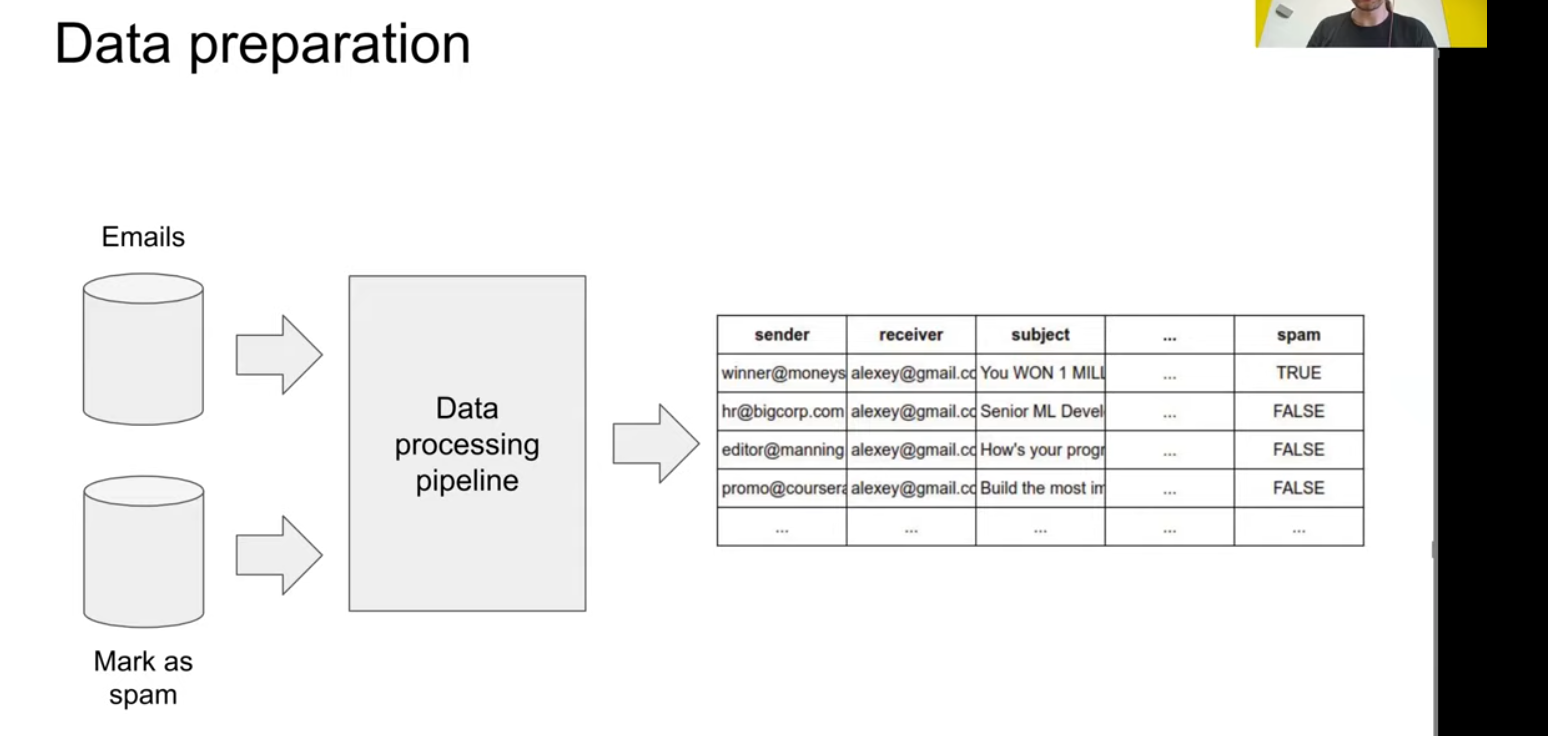 Data preparation
Emails
Data
processing
pipeline
Mark as
spam
sender receiver subject ... spam
winner@moneys alexey@gmail.cc You WON 1 MILL ... TRUE
hr@bigcorp.com alexey@gmail.cc Senior ML Devel ... FALSE
editor@manning alexey@gmail.cc How's your progr ... FALSE
promo@coursera alexey@gmail.cc Build the most im ... FALSE
... ... ... ... ...